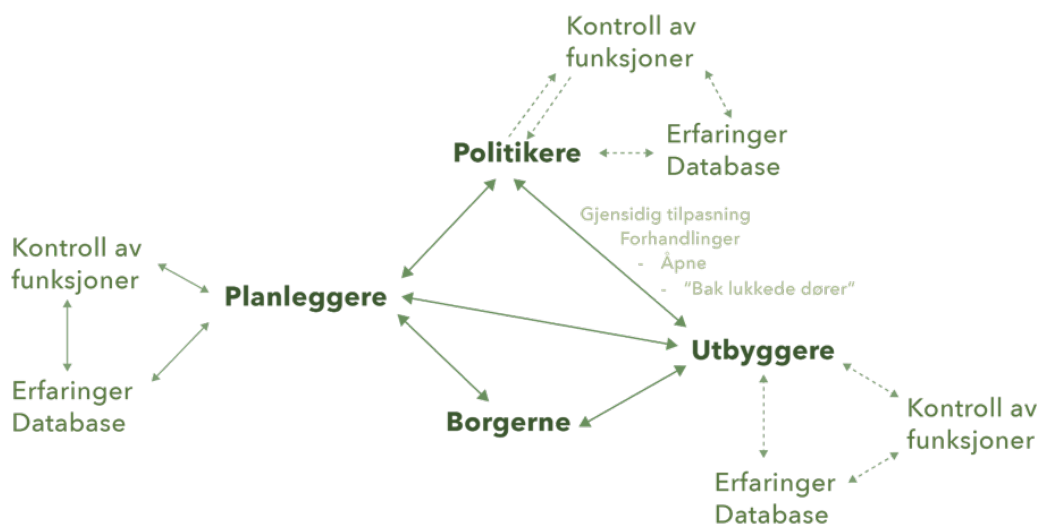 Kontroll av
funksjoner
Erfaringer
Database
Politikere
Gjensidig tilpasning
Forhandlinger
- Åpne
- “Bak lukkede dører“
Kontroll av
funksjoner
Planleggere
Erfaringer
Database
Utbyggere
Borgerne
Kontroll av
funksjoner
Erfaringer
Database